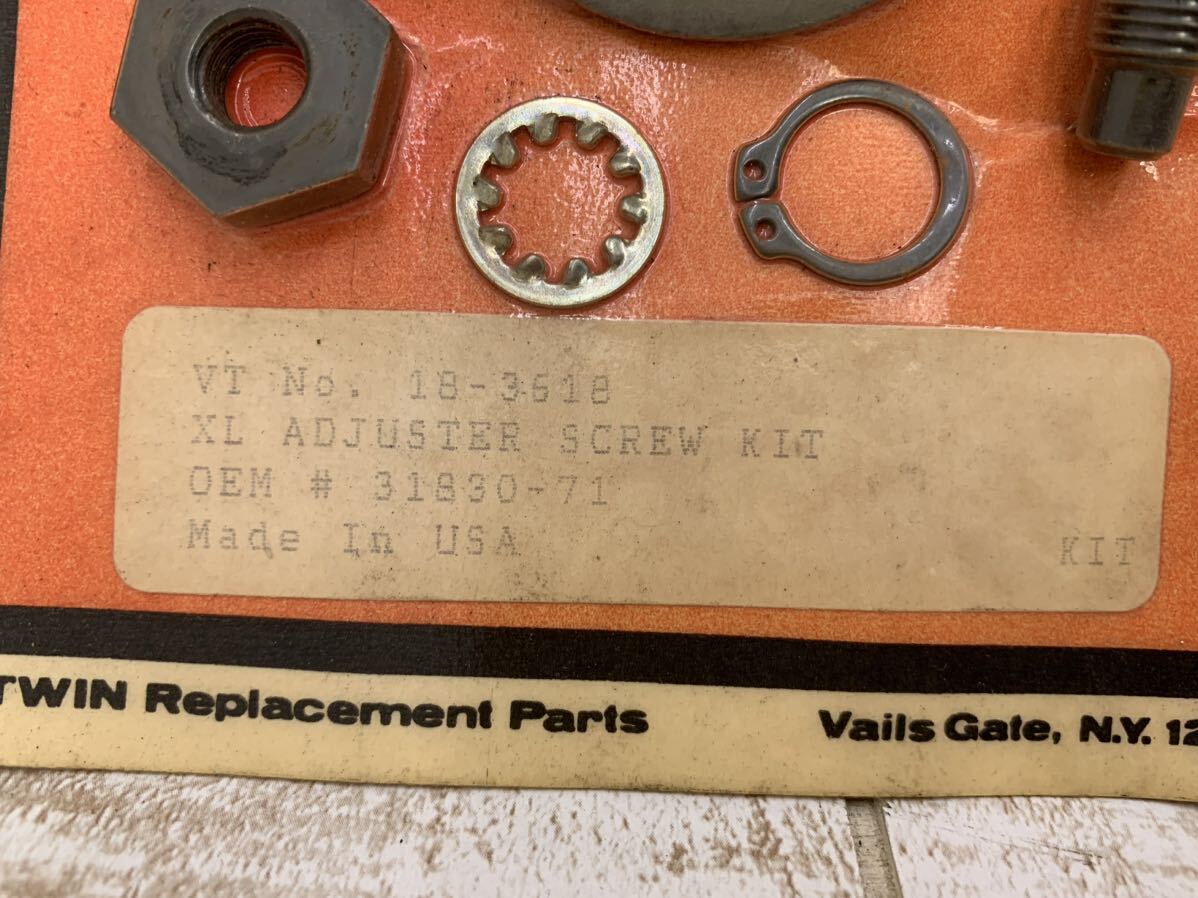 VT No. 18-3618
XL ADJUSTER SCREW KIT
OEM # 31830-71
Made In USA
KIT
TWIN Replacement Parts
Vails Gate, N.Y. 12